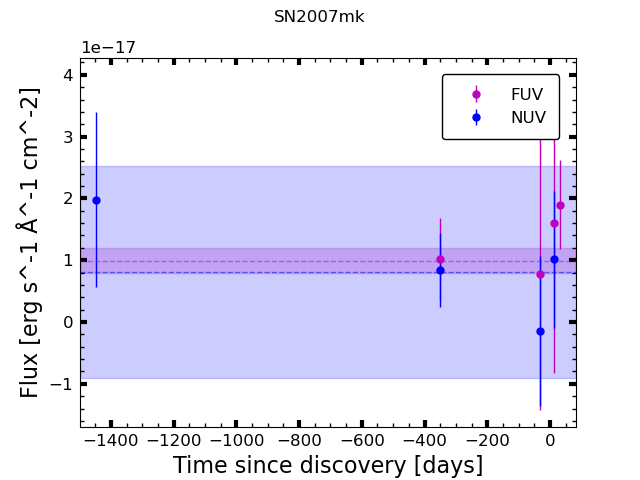 SN2007mk
1e−17
FUV
NUV
4
3
2
1
0
−1
Flux [erg s^-1 Å^-1 cm^-2]
−1400 −1200 −1000 −800 −600 −400 −200 0
Time since discovery [days]